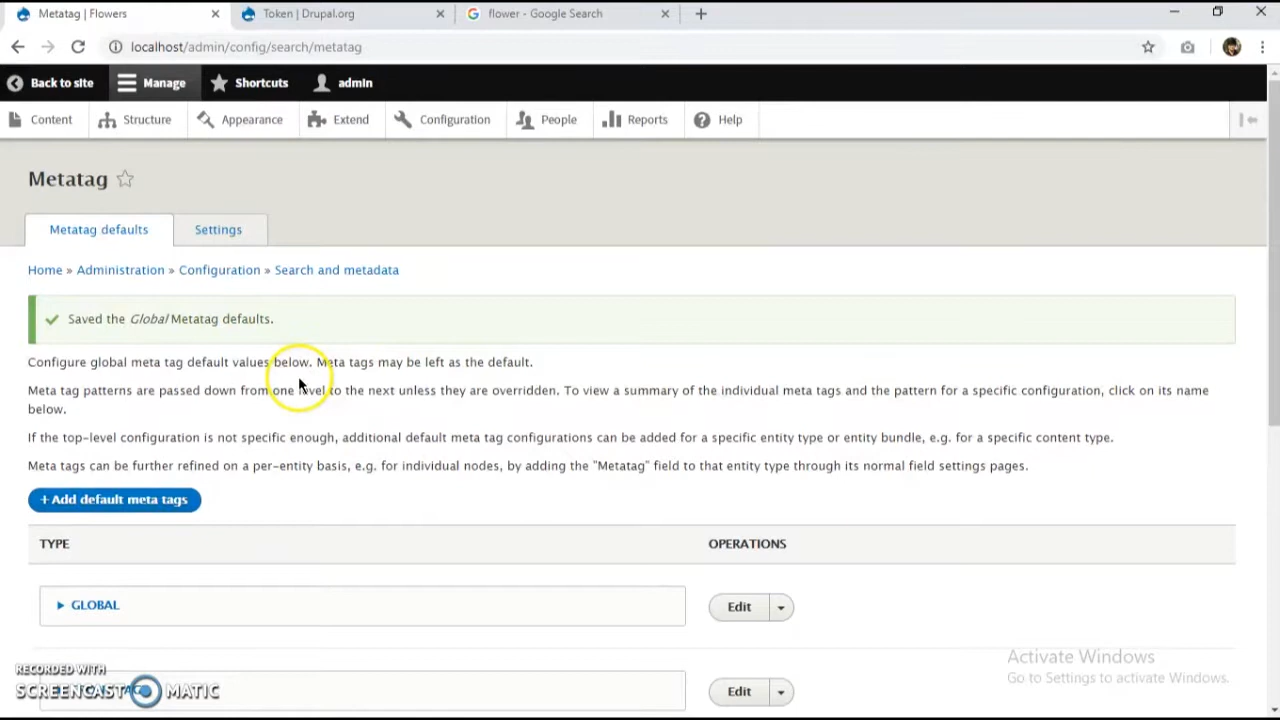 Metatag | Flowers
Token | Drupal.org
flower - Google Search
localhost/admin/config/search/metatag
Back to site
Manage
Shortcuts
admin
Content
Structure
Appearance
Extend
Configuration
People
Reports
Help
Metatag
Metatag defaults
Settings
Home » Administration » Configuration » Search and metadata
Saved the Global Metatag defaults.
Configure global meta tag default values below. Meta tags may be left as the default.
Meta tag patterns are passed down from one level to the next unless they are overridden. To view a summary of the individual meta tags and the pattern for a specific configuration, click on its name
below.
If the top-level configuration is not specific enough, additional default meta tag configurations can be added for a specific entity type or entity bundle, e.g. for a specific content type.
Meta tags can be further refined on a per-entity basis, e.g. for individual nodes, by adding the "Metatag" field to that entity type through its normal field settings pages.
+ Add default meta tags
TYPE
OPERATIONS
GLOBAL
Edit
Activate Windows
Go to Settings to activate Windows.
RECORDED WITH
SCREENCAST MATIC
Edit